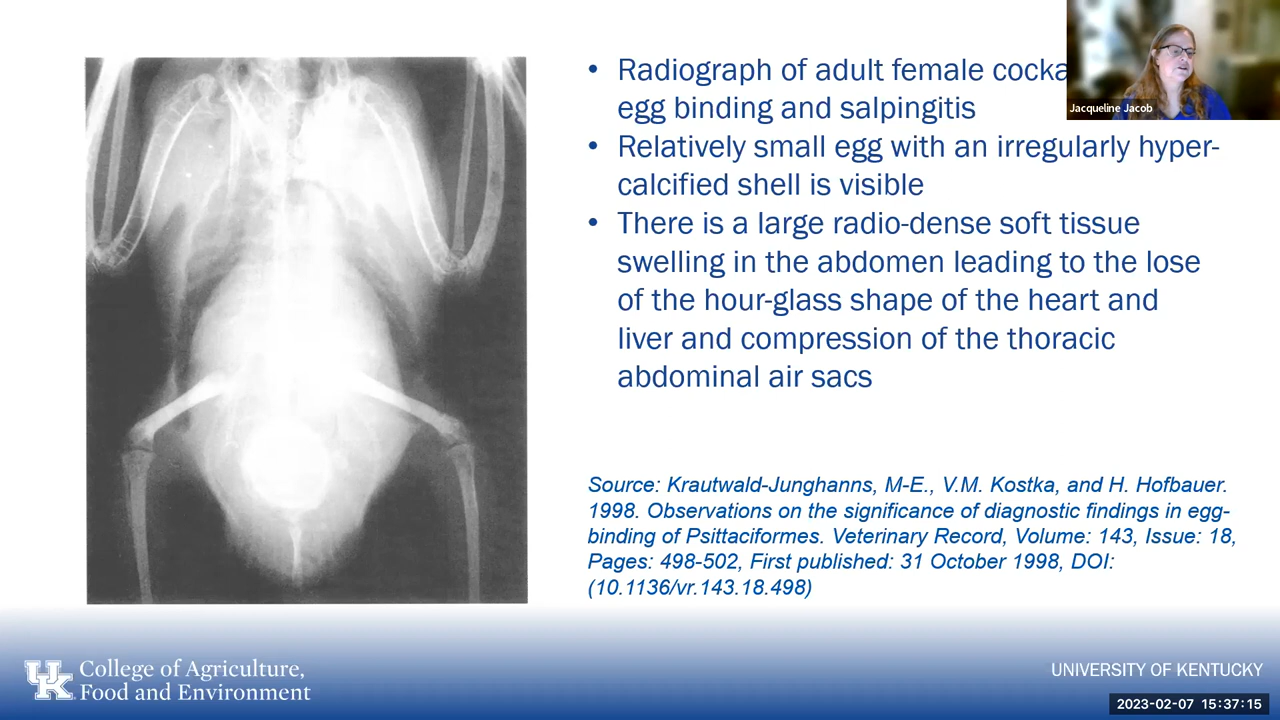 • Radiograph of adult female
egg binding and salpingitis
• Relatively small egg with an irregularly hyper-
calcified shell is visible
• There is a large radio-dense soft tissue
swelling in the abdomen leading to the lose
of the hour-glass shape of the heart and
liver and compression of the thoracic
abdominal air sacs
Source: Krautwald-Junghanns, M-E., V.M. Kostka, and H. Hofbauer.
1998. Observations on the significance of diagnostic findings in egg-
binding of Psittaciformes. Veterinary Record, Volume: 143, Issue: 18,
Pages: 498-502, First published: 31 October 1998, DOI:
(10.1136/vr.143.18.498)
Jacqueline Jacob
UK College of Agriculture,
Food and Environment
UNIVERSITY OF KENTUCKY
2023-02-07 15:37:15